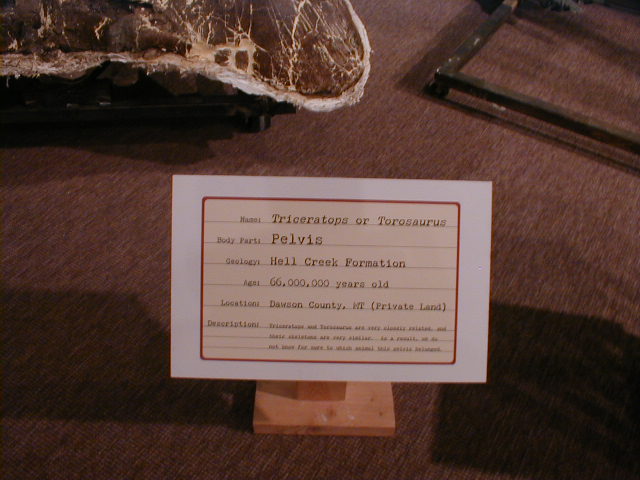 Name: Triceratops or Torosaurus
Body Part: Pelvis
Geology: Hell Creek Formation
Age: 66,000,000 years old
Location: Dawson County, MT (Private Land)
Description: Triceratops and Torosaurus are very closely related, and
their skeletons are very similar. As a result, we do
not know for sure to which animal this pelvis belonged.